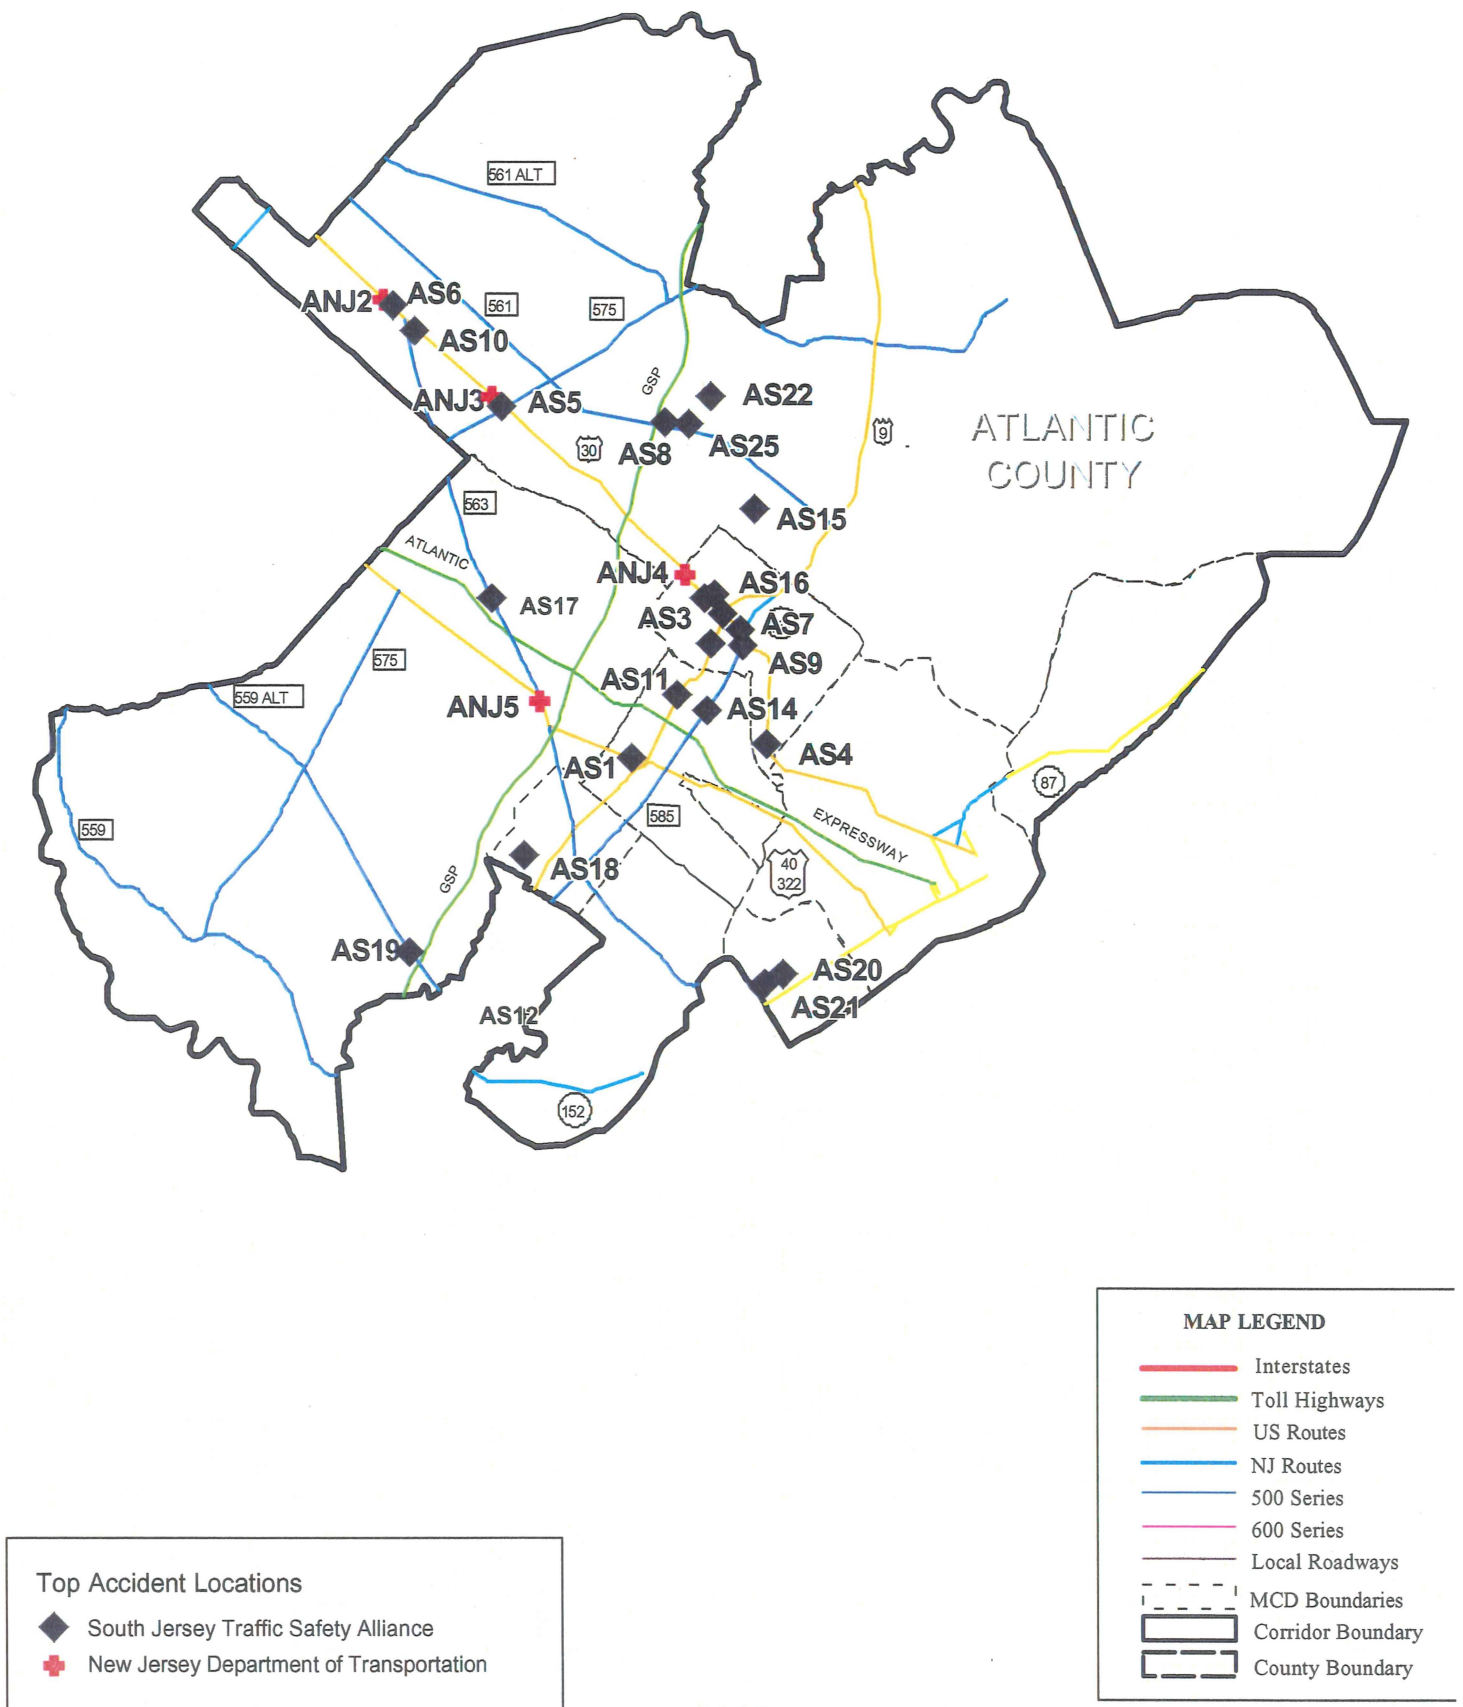 561 ALT
ANJ2
AS6
561
575
AS10
ANJ3
AS5
GSP
AS22
9
ATLANTIC
COUNTY
30
AS8
AS25
563
AS15
ATLANTIC
ANJ4
AS16
AS17
AS3
AS7
575
AS9
559 ALT
AS11
ANJ5
AS14
AS4
AS1
87
585
EXPRESSWAY
559
40
322
AS18
GSP
AS19
AS20
AS21
AS12
152
MAP LEGEND
Interstates
Toll Highways
US Routes
NJ Routes
500 Series
600 Series
Local Roadways
MCD Boundaries
Corridor Boundary
County Boundary
Top Accident Locations
South Jersey Traffic Safety Alliance
New Jersey Department of Transportation